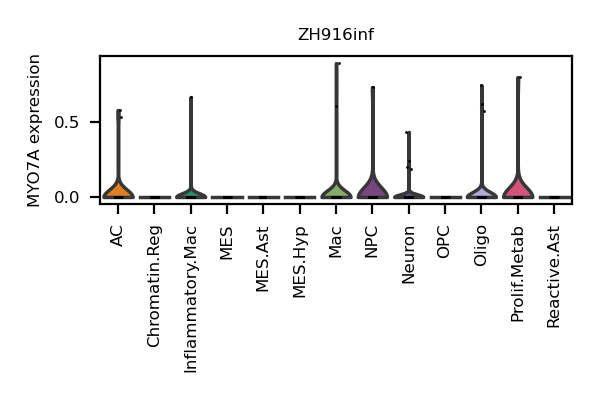 ZH916inf
MYO7A expression
0.5
0.0
AC
Chromatin.Reg
Inflammatory.Mac
MES
MES.Ast
MES.Hyp
Mac
NPC
Neuron
OPC
Oligo
Prolif.Metab
Reactive.Ast